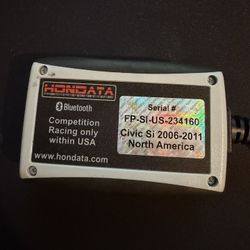 HONDATA
Bluetooth
Competition
Racing only
within USA
www.hondata.com
Serial #
FP-SI-US-234160
Civic Si 2006-2011
North America